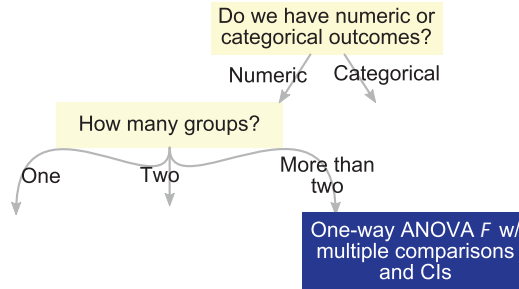 Do we have numeric or
categorical outcomes?
Numeric
Categorical
How many groups?
One
Two
More than
two
One-way ANOVA F w/
multiple comparisons
and CIs